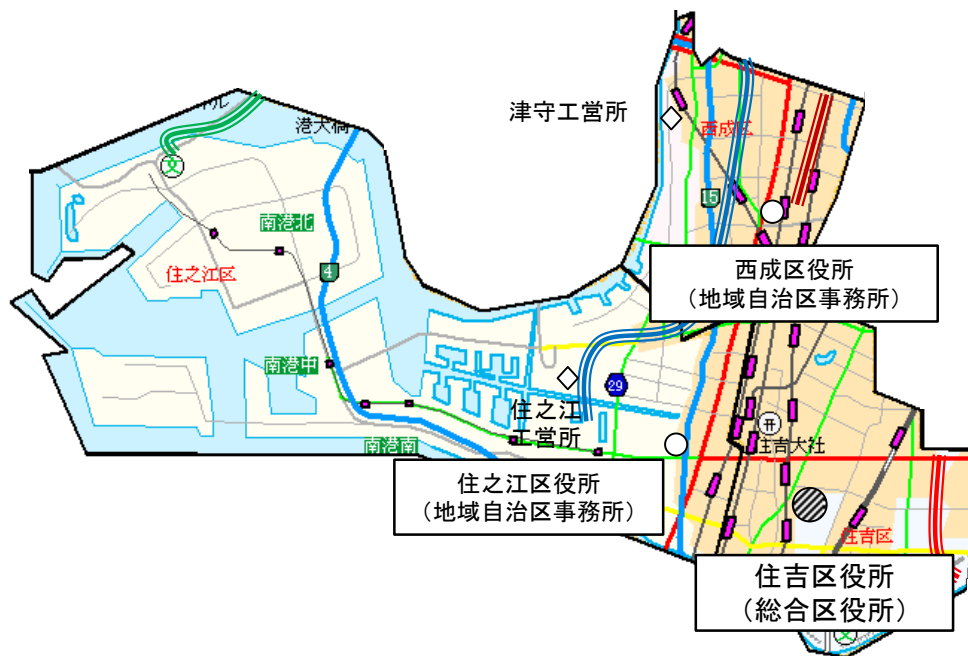 津守工営所
港大橋
西成区
15
南港北
住之江区
4
西成区役所
(地域自治区事務所)
南港中
29
住之江
工営所
住吉大社
南港南
住之江区役所
(地域自治区事務所)
住吉区
住吉区役所
(総合区役所)
文